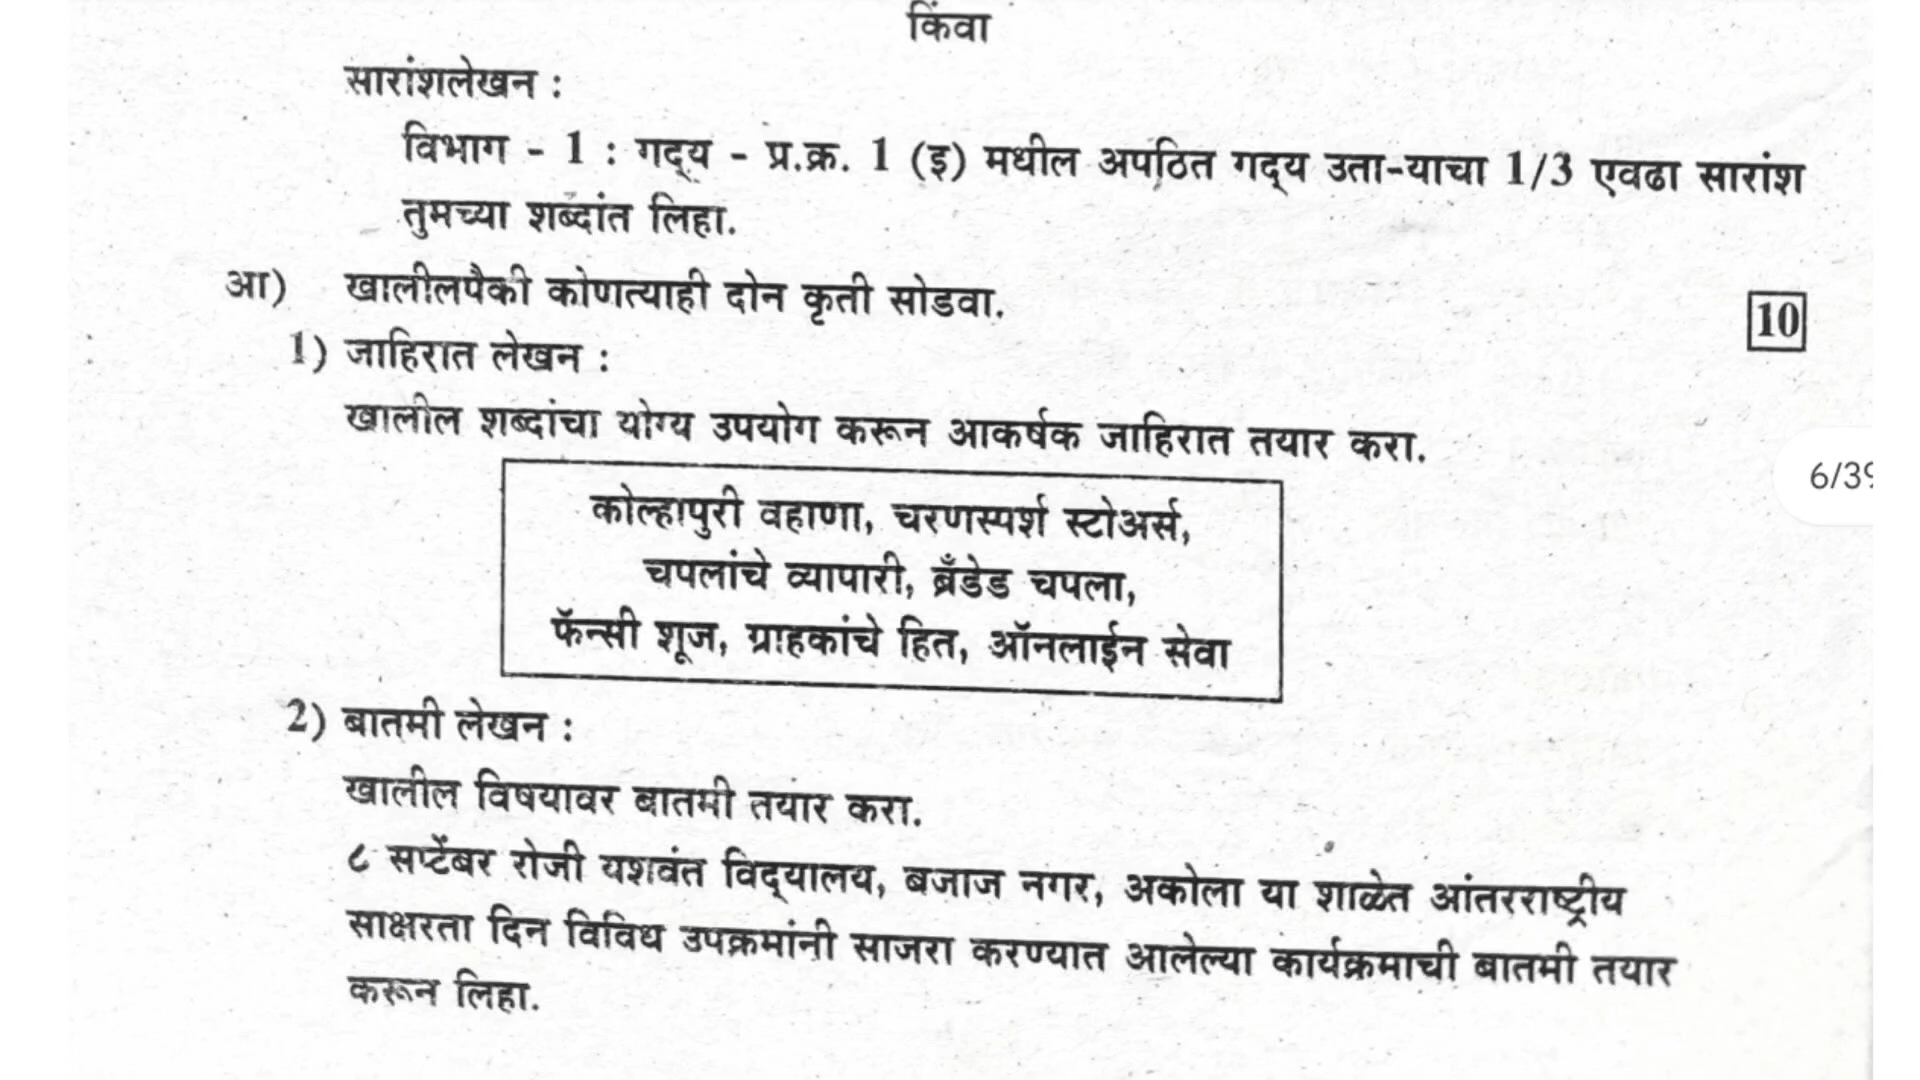 किंवा
सारांशलेखन :
विभाग - 1 : गद्‌य - प्र.क्र. 1 (इ) मधील अपठित गद्‌य उता-याचा 1/3 एवढा सारांश
तुमच्या शब्दांत लिहा.
आ) खालीलपैकी कोणत्याही दोन कृती सोडवा. 10
1) जाहिरात लेखन :
खालील शब्दांचा योग्य उपयोग करून आकर्षक जाहिरात तयार करा.
6/39
कोल्हापुरी वहाणा, चरणस्पर्श स्टोअर्स,
चपलांचे व्यापारी, ब्रँडेड चपला,
फॅन्सी शूज, ग्राहकांचे हित, ऑनलाईन सेवा
2) बातमी लेखन :
खालील विषयावर बातमी तयार करा.
८ सप्टेंबर रोजी यशवंत विद्‌यालय, बजाज नगर, अकोला या शाळेत आंतरराष्ट्रीय
साक्षरता दिन विविध उपक्रमांनी साजरा करण्यात आलेल्या कार्यक्रमाची बातमी तयार
करून लिहा.